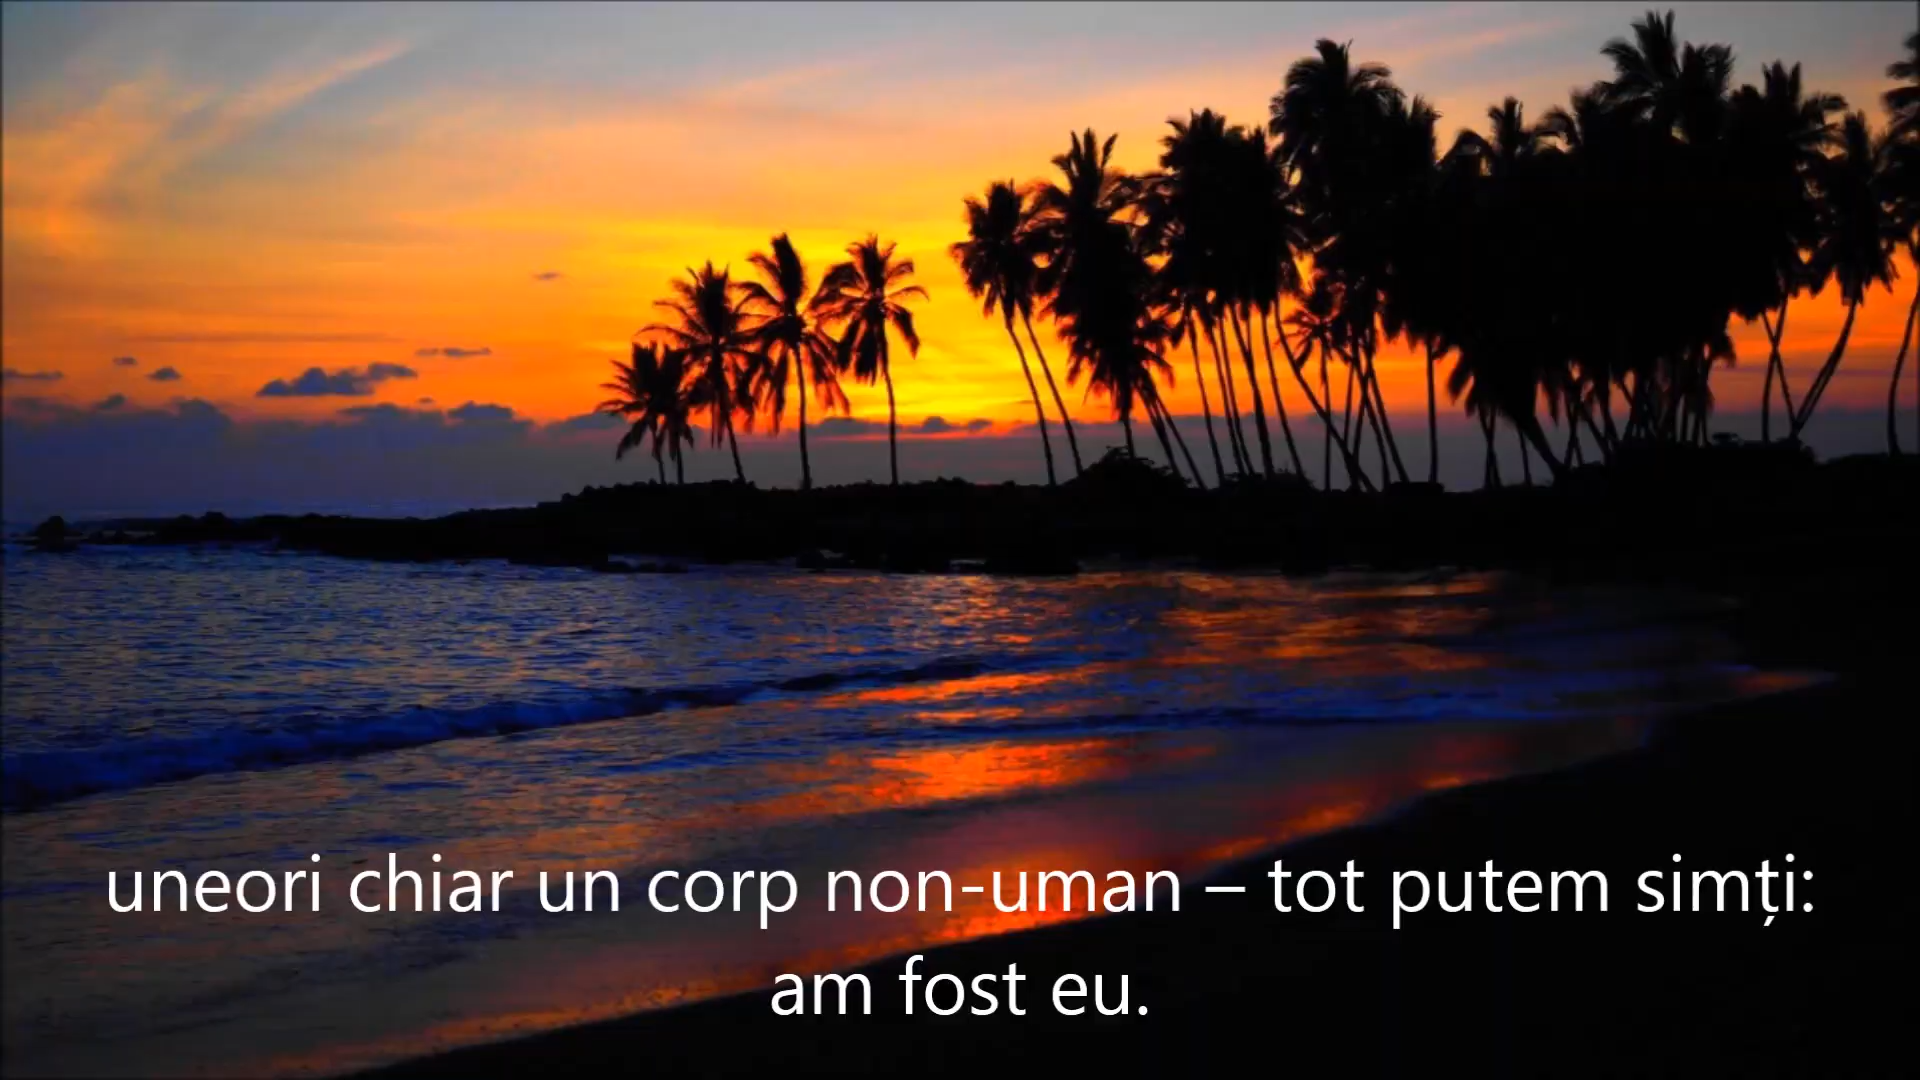 uneori chiar un corp non-uman – tot putem simți:
am fost eu.